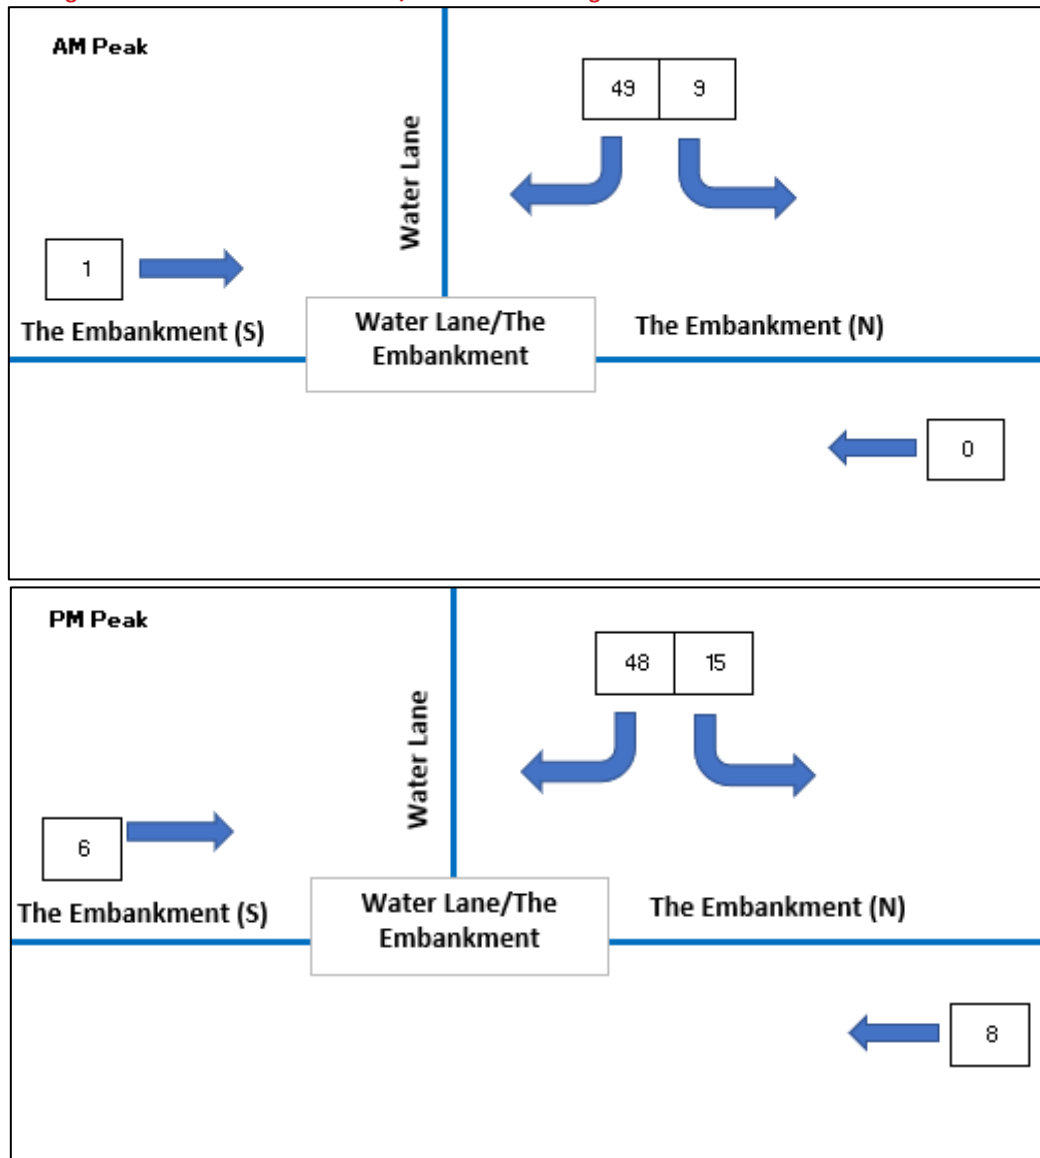 AM Peak
49 9
Water Lane
1
The Embankment (S)
Water Lane/The
Embankment
The Embankment (N)
0
PM Peak
48 15
Water Lane
6
The Embankment (S)
Water Lane/The
Embankment
The Embankment (N)
8